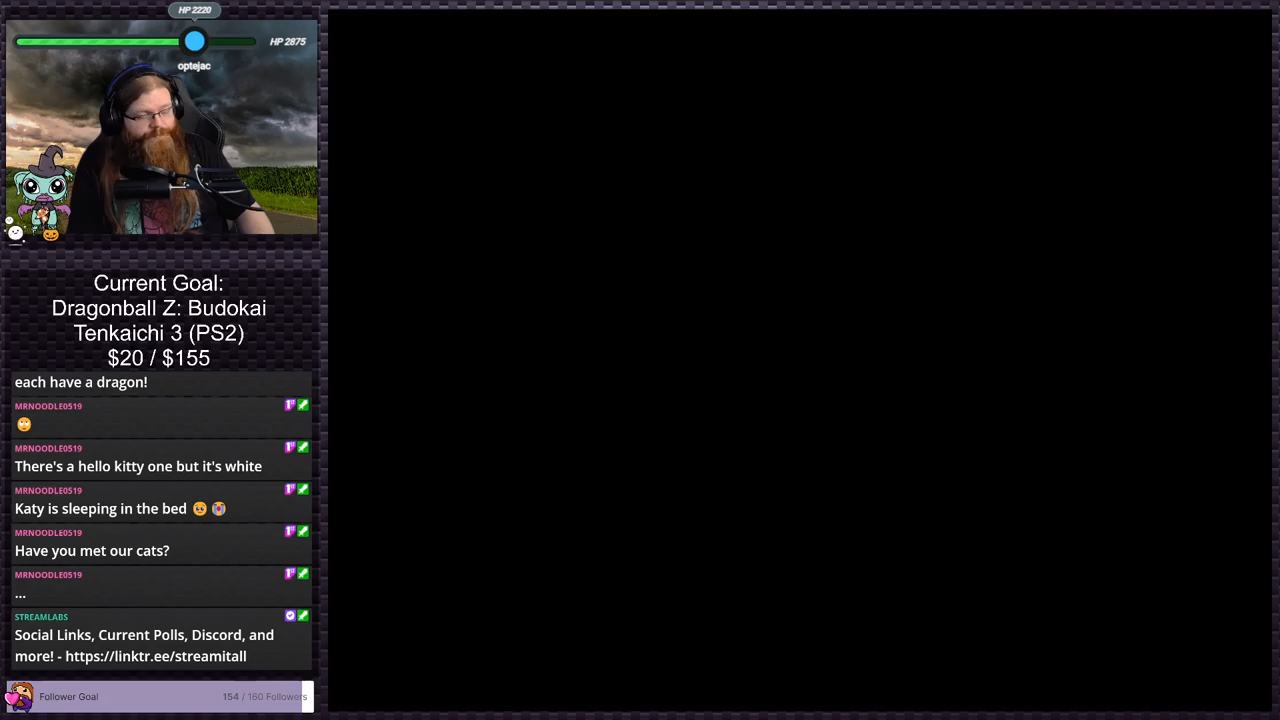 HP 2220
HP 2875
optejac
Current Goal:
Dragonball Z: Budokai
Tenkaichi 3 (PS2)
$20 / $155
each have a dragon!
MRNOODLE0519
🙄
MRNOODLE0519
There's a hello kitty one but it's white
MRNOODLE0519
Katy is sleeping in the bed 🥺 😭
MRNOODLE0519
Have you met our cats?
MRNOODLE0519
...
STREAMLABS
Social Links, Current Polls, Discord, and
more! - https://linktr.ee/streamitall
Follower Goal 154 / 160 Followers